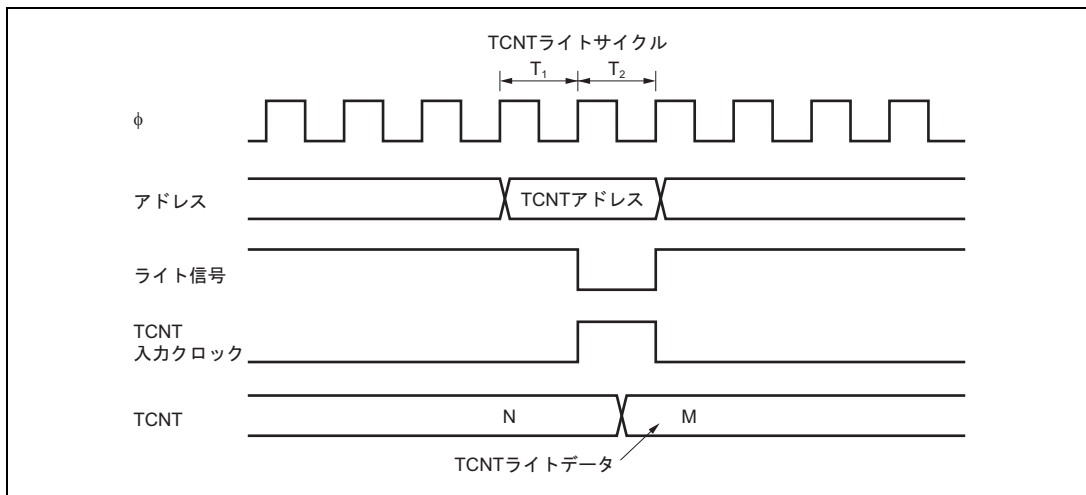 TCNTライトサイクル
T₁ T₂
φ
アドレス TCNTアドレス
ライト信号
TCNT
入力クロック
TCNT N M
TCNTライトデータ